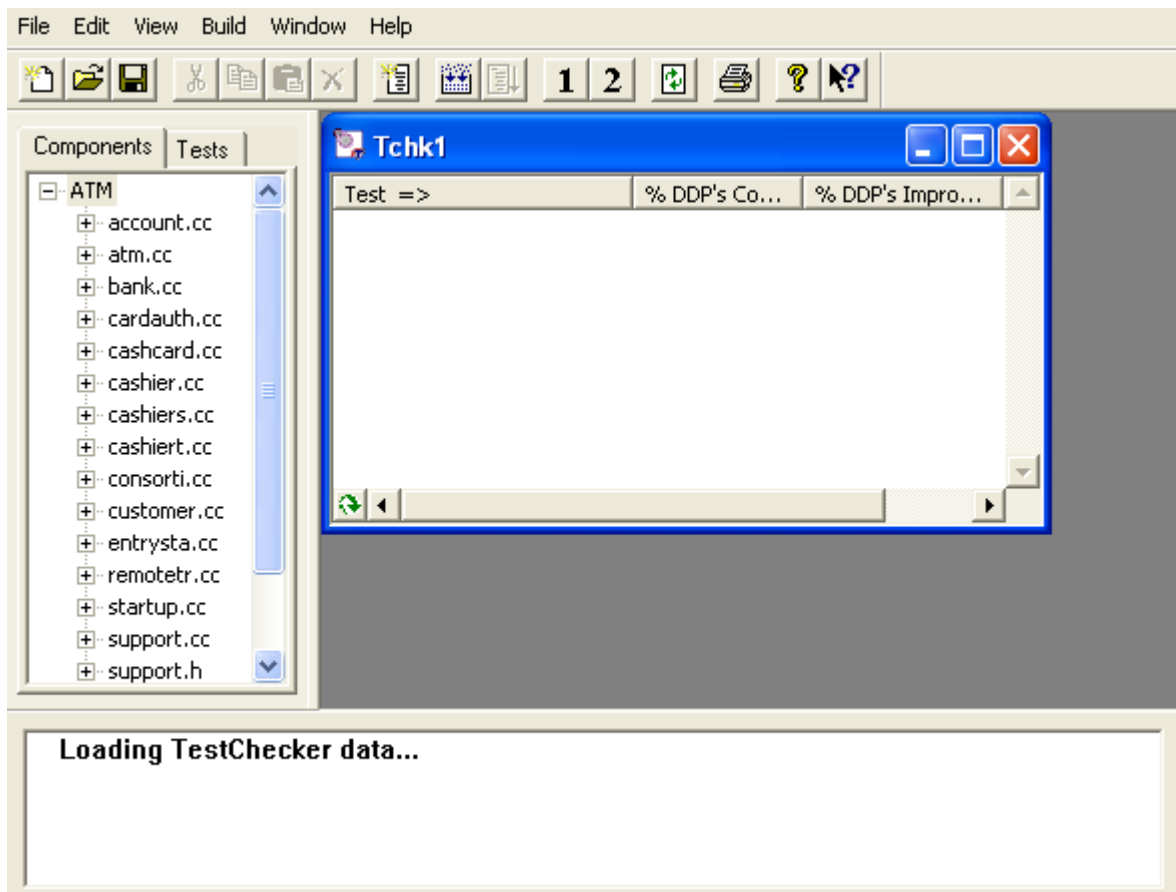 File Edit View Build Window Help
1 2
Components Tests
ATM
account.cc
atm.cc
bank.cc
cardauth.cc
cashcard.cc
cashier.cc
cashiers.cc
cashiert.cc
consorti.cc
customer.cc
entrysta.cc
remotetr.cc
startup.cc
support.cc
support.h
Tchk1
Test => % DDP's Co... % DDP's Impro...
Loading TestChecker data...